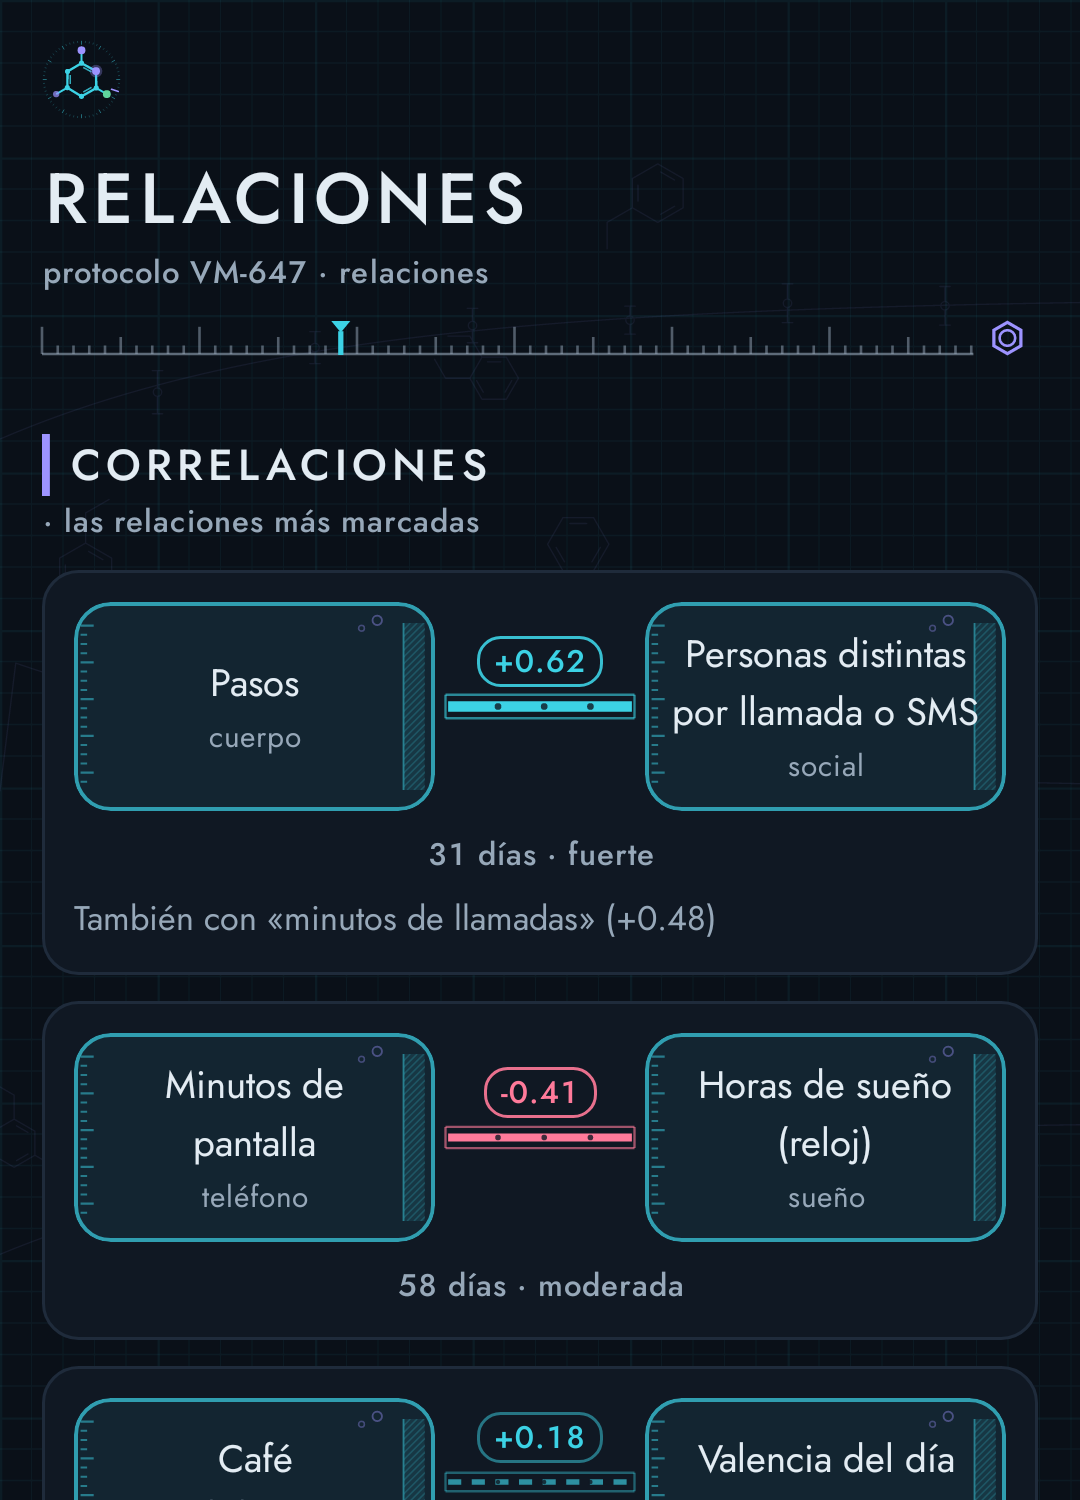 RELACIONES
protocolo VM-647 · relaciones
CORRELACIONES
· las relaciones más marcadas
Pasos
cuerpo
+0.62
Personas distintas
por llamada o SMS
social
31 días · fuerte
También con «minutos de llamadas» (+0.48)
Minutos de
pantalla
teléfono
-0.41
Horas de sueño
(reloj)
sueño
58 días · moderada
Café
+0.18
Valencia del día